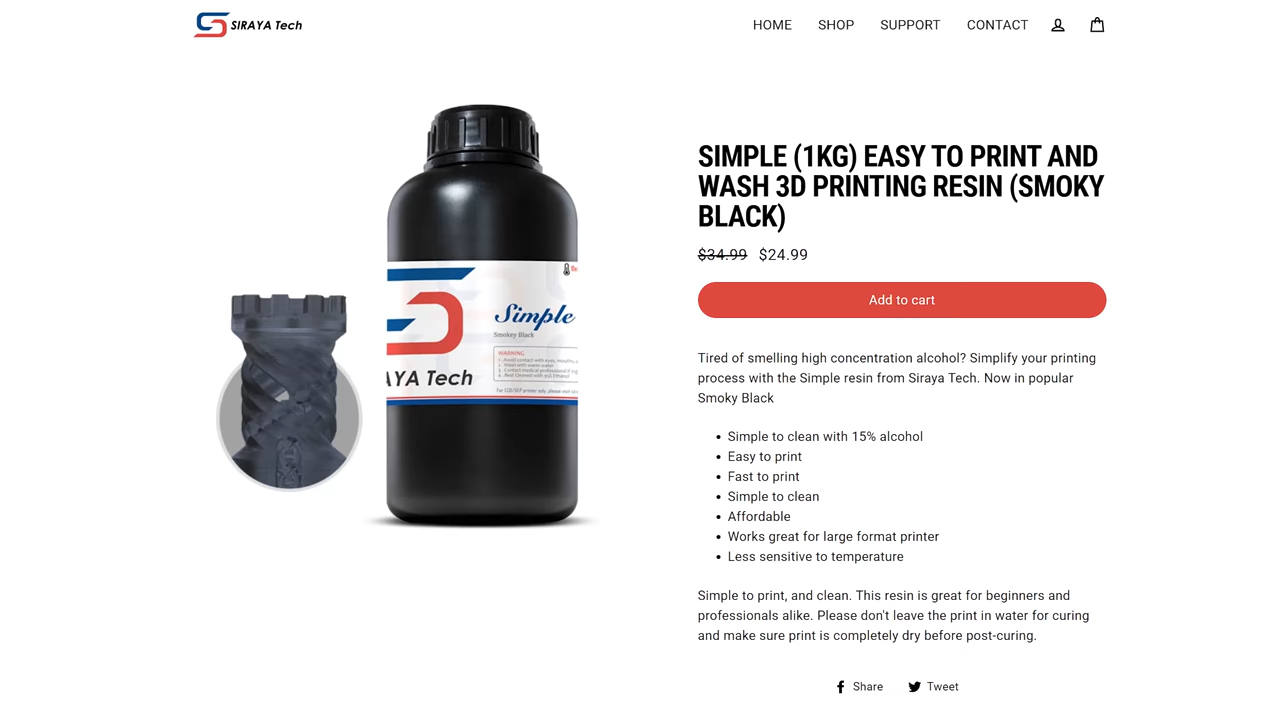 SIRAYA Tech
HOME SHOP SUPPORT CONTACT
SIMPLE (1KG) EASY TO PRINT AND
WASH 3D PRINTING RESIN (SMOKY
BLACK)
$34.99 $24.99
Add to cart
Tired of smelling high concentration alcohol? Simplify your printing
process with the Simple resin from Siraya Tech. Now in popular
Smoky Black
• Simple to clean with 15% alcohol
• Easy to print
• Fast to print
• Simple to clean
• Affordable
• Works great for large format printer
• Less sensitive to temperature
Simple to print, and clean. This resin is great for beginners and
professionals alike. Please don't leave the print in water for curing
and make sure print is completely dry before post-curing.
Share Tweet
Simple
Smokey Black
WARNING
AYA Tech